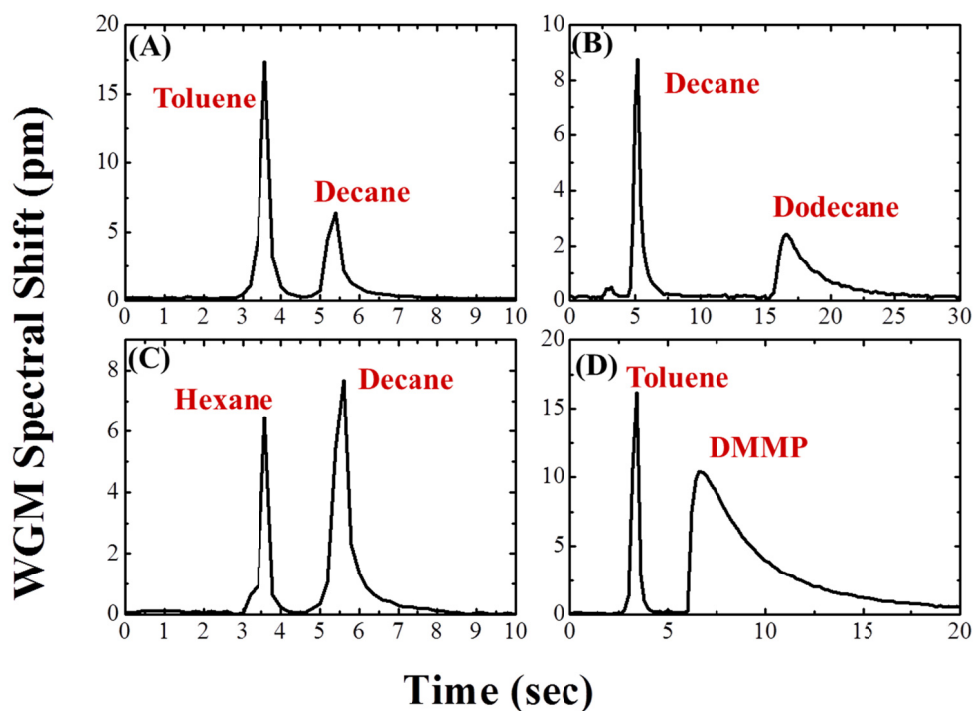 WGM Spectral Shift (pm)
(A)
Toluene
Decane
20
15
10
5
0
0 1 2 3 4 5 6 7 8 9 10
(B)
Decane
Dodecane
10
8
6
4
2
0
0 5 10 15 20 25 30
(C)
Hexane
Decane
8
6
4
2
0
0 1 2 3 4 5 6 7 8 9 10
(D)
Toluene
DMMP
20
15
10
5
0
0 5 10 15 20
Time (sec)